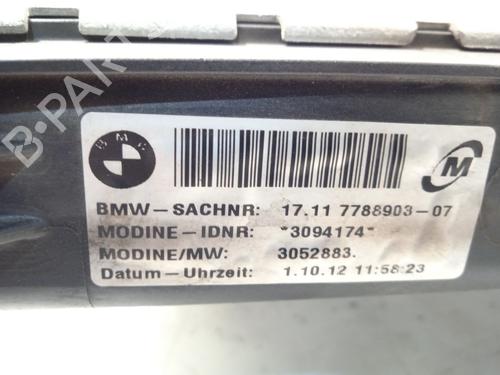 B-PARTS
BMW
M
BMW-SACHNR: 17.11 7788903-07
MODINE-IDNR: *3094174*
MODINE/MW: 3052883.
Datum-Uhrzeit: 1.10.12 11:58:23